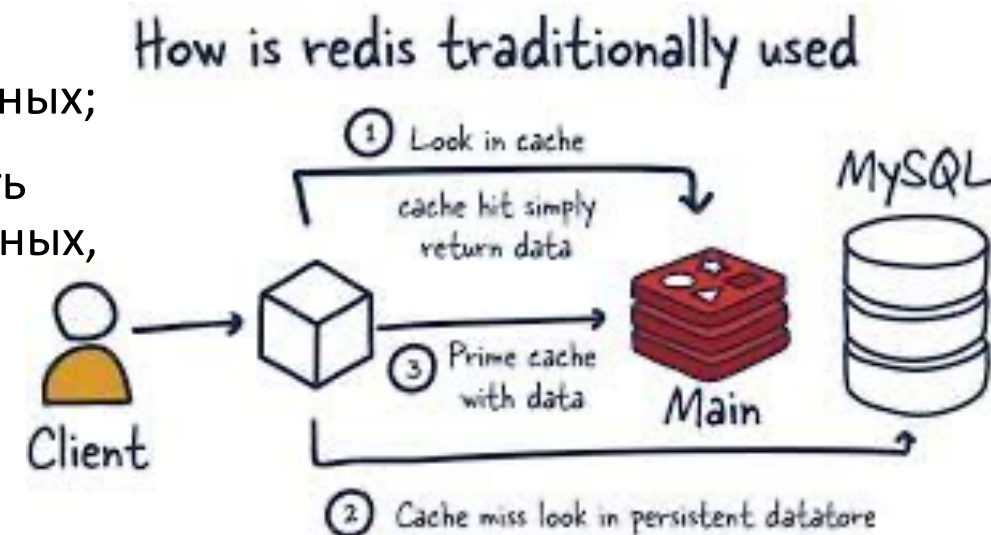 How is redis traditionally used
ных;
ть
ных,
1 Look in cache
cache hit simply
return data
MySQL
3 Prime cache
with data
Main
Client
2 Cache miss look in persistent datatore